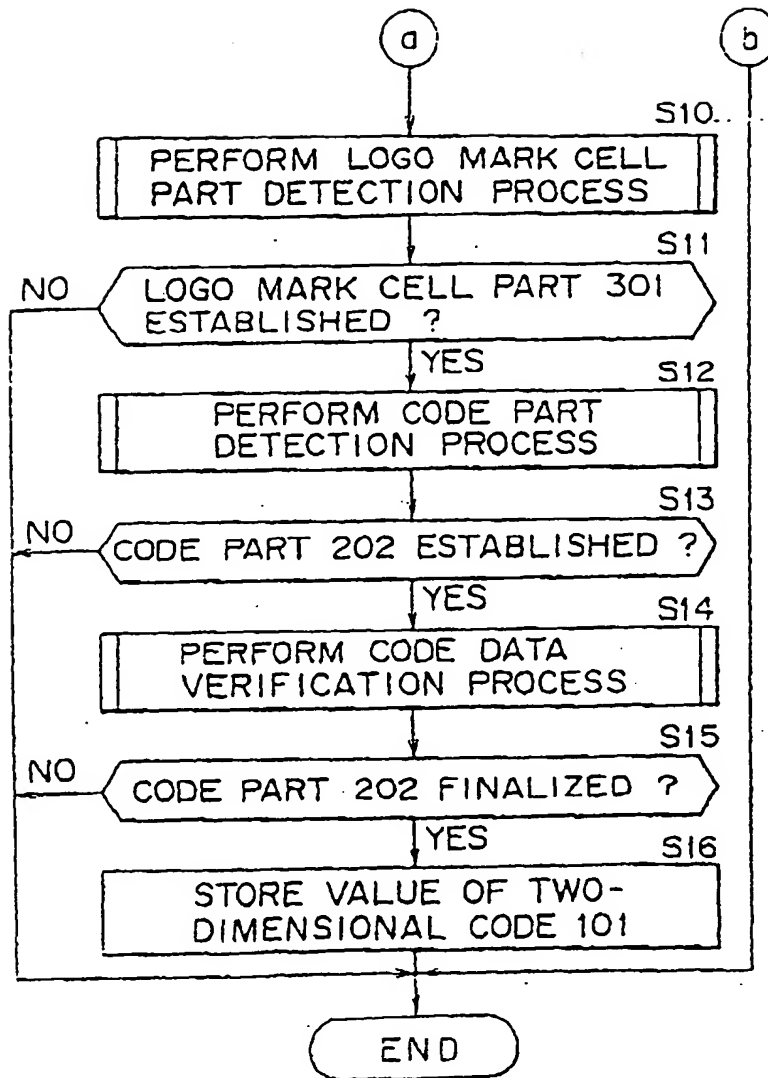 a
b
S10
PERFORM LOGO MARK CELL
PART DETECTION PROCESS
S11
NO
LOGO MARK CELL PART 301
ESTABLISHED ?
YES
S12
PERFORM CODE PART
DETECTION PROCESS
S13
NO
CODE PART 202 ESTABLISHED ?
YES
S14
PERFORM CODE DATA
VERIFICATION PROCESS
S15
NO
CODE PART 202 FINALIZED ?
YES
S16
STORE VALUE OF TWO-
DIMENSIONAL CODE 101
END